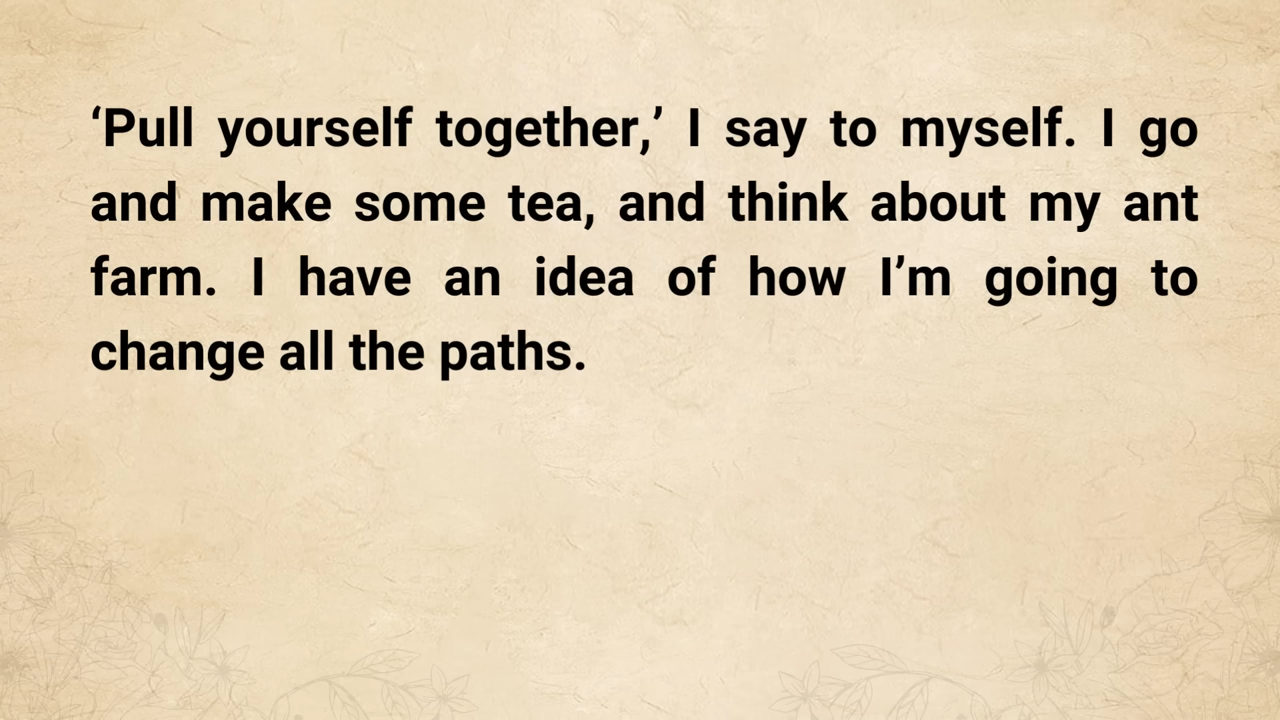 ‘Pull yourself together,’ I say to myself. I go
and make some tea, and think about my ant
farm. I have an idea of how I’m going to
change all the paths.